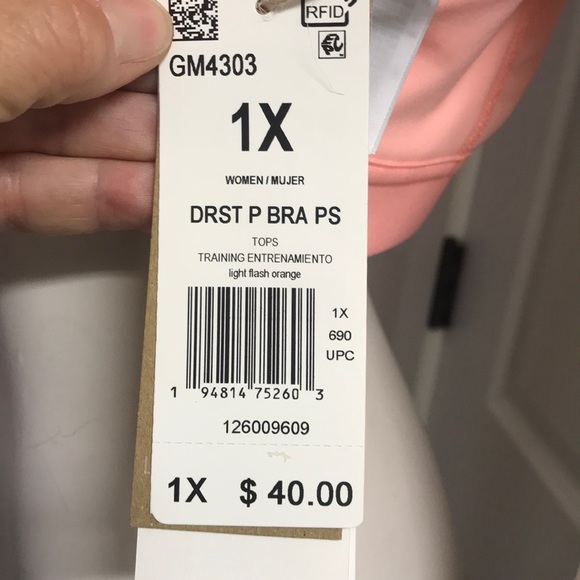 RFID
GM4303
1X
WOMEN / MUJER
DRST P BRA PS
TOPS
TRAINING ENTRENAMIENTO
light flash orange
1X
690
UPC
1 94814 75260 3
126009609
1X $ 40.00